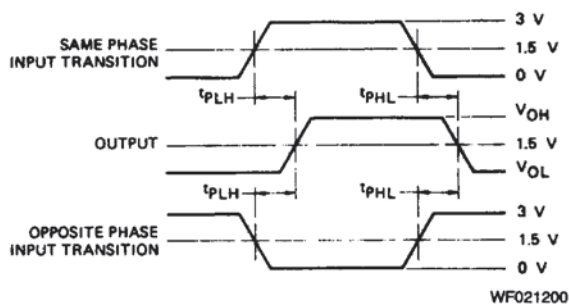 3 V
SAME PHASE
INPUT TRANSITION
1.5 V
0 V
tPLH
tPHL
VOH
OUTPUT
1.5 V
VOL
tPLH
tPHL
3 V
OPPOSITE PHASE
INPUT TRANSITION
1.5 V
0 V
WF021200